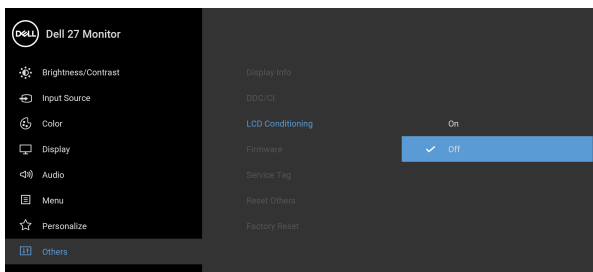 DELL
Dell 27 Monitor
Brightness/Contrast
Input Source
Color
Display
Audio
Menu
Personalize
Others
Display Info
DDC/CI
LCD Conditioning
Firmware
Service Tag
Reset Others
Factory Reset
On
Off